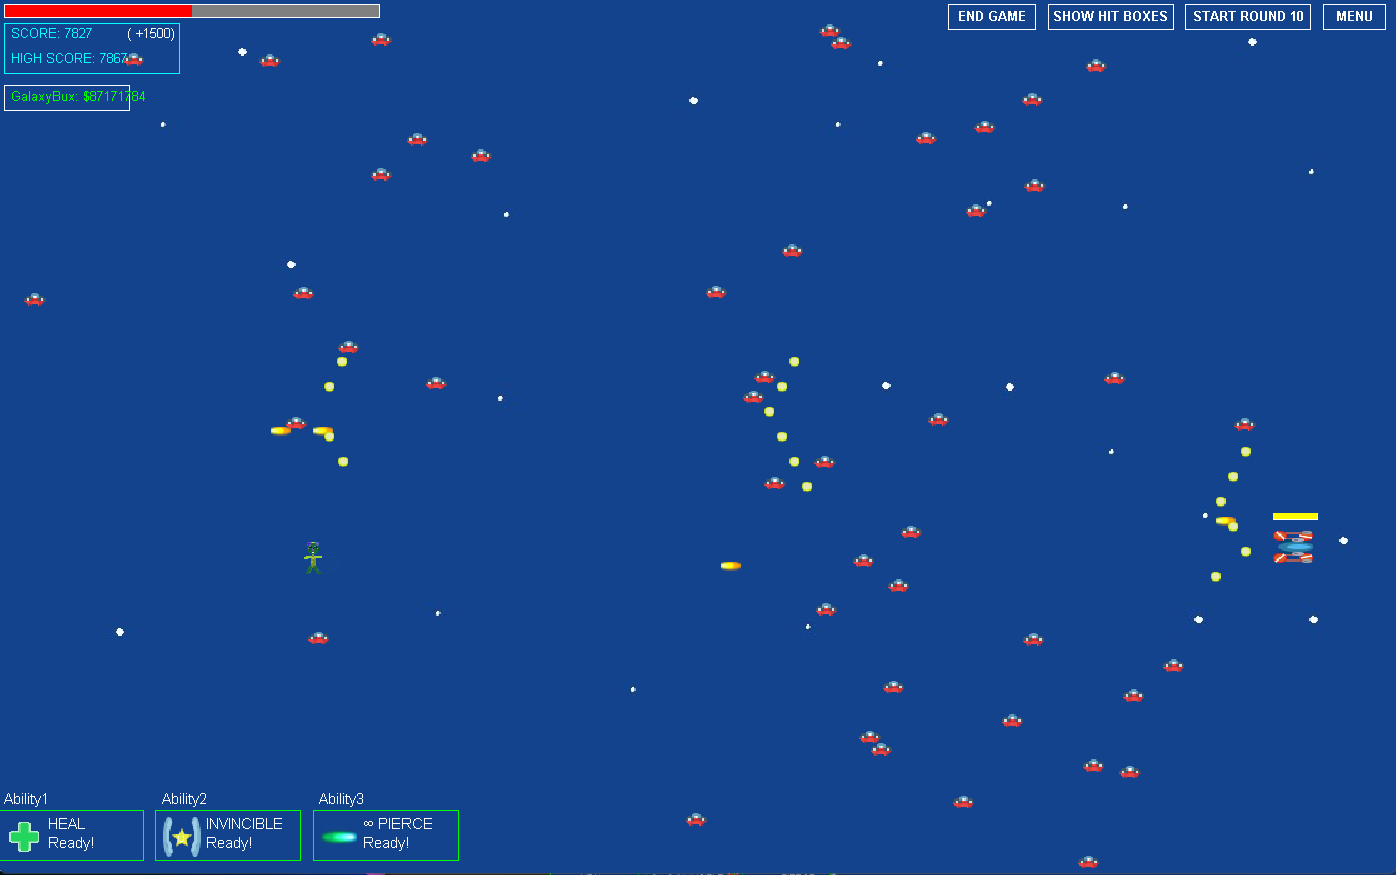 END GAME
SHOW HIT BOXES
START ROUND 10
MENU
SCORE: 7827 ( +1500)
HIGH SCORE: 7867
GalaxyBux: $87171784
Ability1
Ability2
Ability3
HEAL
Ready!
INVINCIBLE
Ready!
∞ PIERCE
Ready!